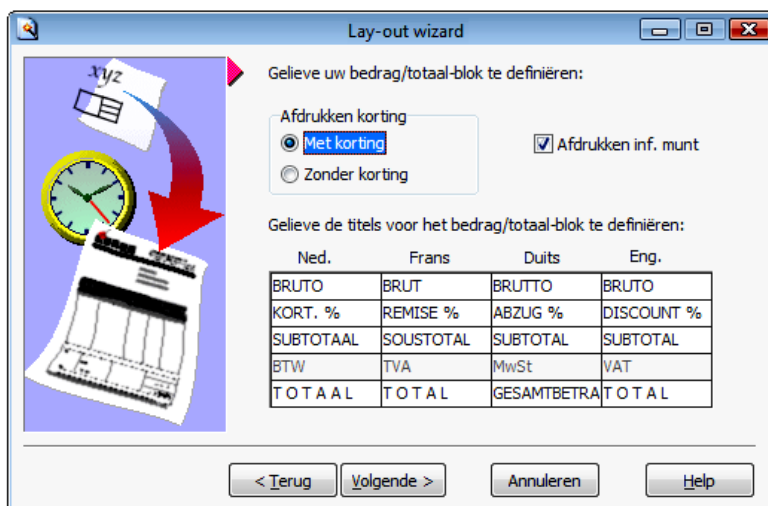 Lay-out wizard
xyz
Gelieve uw bedrag/totaal-blok te definiëren:
Afdrukken korting
Met korting
Afdrukken inf. munt
Zonder korting
Gelieve de titels voor het bedrag/totaal-blok te definiëren:
Ned. Frans Duits Eng.
BRUTO BRUT BRUTTO BRUTO
KORT. % REMISE % ABZUG % DISCOUNT %
SUBTOTAAL SOUSTOTAL SUBTOTAL SUBTOTAL
BTW TVA MwSt VAT
T O T A A L T O T A L GESAMTBETRA T O T A L
< Terug Volgende > Annuleren Help